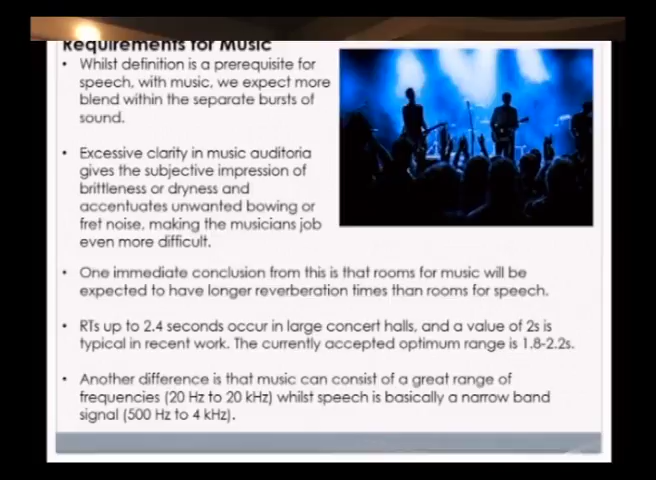 Requirements for Music
• Whilst definition is a prerequisite for
speech, with music, we expect more
blend within the separate bursts of
sound.
• Excessive clarity in music auditoria
gives the subjective impression of
brittleness or dryness and
accentuates unwanted bowing or
fret noise, making the musicians job
even more difficult.
• One immediate conclusion from this is that rooms for music will be
expected to have longer reverberation times than rooms for speech.
• RTs up to 2.4 seconds occur in large concert halls, and a value of 2s is
typical in recent work. The currently accepted optimum range is 1.8-2.2s.
• Another difference is that music can consist of a great range of
frequencies (20 Hz to 20 kHz) whilst speech is basically a narrow band
signal (500 Hz to 4 kHz).